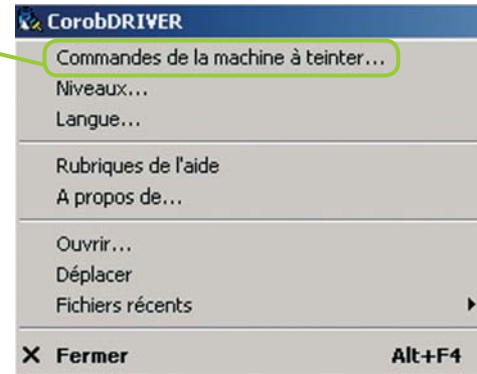 CorobDRIVER
Commandes de la machine à teinter...
Niveaux...
Langue...
Rubriques de l'aide
A propos de...
Ouvrir...
Déplacer
Fichiers récents
Fermer Alt+F4